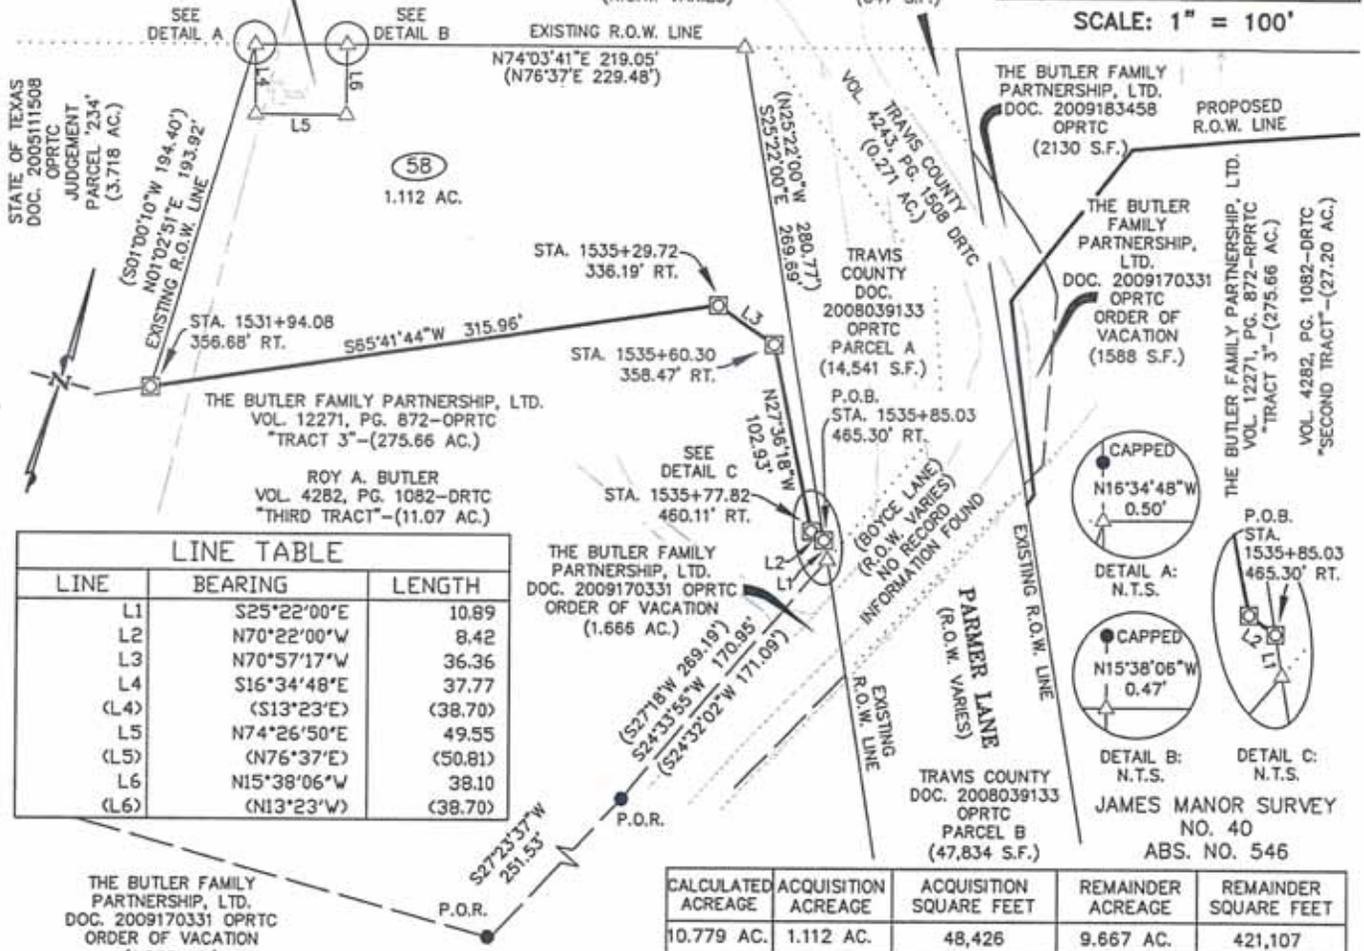 (R.O.W. VARIES)
SCALE: 1" = 100'
SEE
DETAIL A
SEE
DETAIL B
EXISTING R.O.W. LINE
N74°03'41"E 219.05'
(N76°37'E 229.48')
L4
L6
L5
STATE OF TEXAS
DOC. 2005111508
OPRTC
JUDGEMENT
PARCEL "234"
(3.718 AC.)
(S01°00'10"W 194.40')
N01°02'51"E 193.92'
EXISTING R.O.W. LINE
58
1.112 AC.
(N25°22'00"W 280.77')
S25°22'00"E 269.69'
TRAVIS COUNTY
VOL. 4243, PG. 1508 DRTC
(0.271 AC.)
THE BUTLER FAMILY
PARTNERSHIP, LTD.
DOC. 2009183458
OPRTC
(2130 S.F.)
PROPOSED
R.O.W. LINE
THE BUTLER
FAMILY
PARTNERSHIP,
LTD.
DOC. 2009170331
OPRTC
ORDER OF
VACATION
(1588 S.F.)
THE BUTLER FAMILY PARTNERSHIP, LTD.
VOL. 12271, PG. 872-RPRTC
"TRACT 3"-(275.66 AC.)
VOL. 4282, PG. 1082-DRTC
"SECOND TRACT"-(27.20 AC.)
STA. 1535+29.72
336.19' RT.
L3
TRAVIS
COUNTY
DOC.
2008039133
OPRTC
PARCEL A
(14,541 S.F.)
STA. 1531+94.08
356.68' RT.
S65°41'44"W 315.96'
STA. 1535+60.30
358.47' RT.
N
THE BUTLER FAMILY PARTNERSHIP, LTD.
VOL. 12271, PG. 872-OPRTC
"TRACT 3"-(275.66 AC.)
ROY A. BUTLER
VOL. 4282, PG. 1082-DRTC
"THIRD TRACT"-(11.07 AC.)
N27°36'18"W
102.93'
P.O.B.
STA. 1535+85.03
465.30' RT.
SEE
DETAIL C
STA. 1535+77.82
460.11' RT.
L2
L1
(BOYCE LANE)
(R.O.W. VARIES)
NO RECORD
INFORMATION FOUND
THE BUTLER FAMILY
PARTNERSHIP, LTD.
DOC. 2009170331 OPRTC
ORDER OF VACATION
(1.666 AC.)
(S27°18'W 269.19')
S24°33'55"W 170.95'
(S24°32'02"W 171.09')
EXISTING
R.O.W. LINE
PARMER LANE
(R.O.W. VARIES)
EXISTING R.O.W. LINE
CAPPED
N16°34'48"W
0.50'
DETAIL A:
N.T.S.
CAPPED
N15°38'06"W
0.47'
DETAIL B:
N.T.S.
P.O.B.
STA.
1535+85.03
465.30' RT.
L2
L1
DETAIL C:
N.T.S.
LINE TABLE
LINE BEARING LENGTH
L1 S25°22'00"E 10.89
L2 N70°22'00"W 8.42
L3 N70°57'17"W 36.36
L4 S16°34'48"E 37.77
(L4) (S13°23'E) (38.70)
L5 N74°26'50"E 49.55
(L5) (N76°37'E) (50.81)
L6 N15°38'06"W 38.10
(L6) (N13°23'W) (38.70)
P.O.R.
S27°23'37"W
251.53'
P.O.R.
TRAVIS COUNTY
DOC. 2008039133
OPRTC
PARCEL B
(47,834 S.F.)
JAMES MANOR SURVEY
NO. 40
ABS. NO. 546
THE BUTLER FAMILY
PARTNERSHIP, LTD.
DOC. 2009170331 OPRTC
ORDER OF VACATION
CALCULATED ACREAGE ACQUISITION ACREAGE ACQUISITION SQUARE FEET REMAINDER ACREAGE REMAINDER SQUARE FEET
10.779 AC. 1.112 AC. 48,426 9.667 AC. 421,107